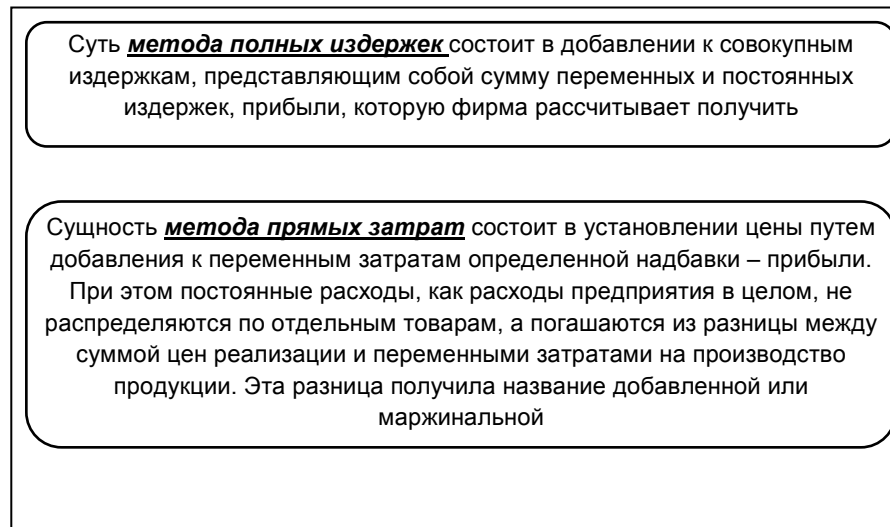 Суть метода полных издержек состоит в добавлении к совокупным
издержкам, представляющим собой сумму переменных и постоянных
издержек, прибыли, которую фирма рассчитывает получить
Сущность метода прямых затрат состоит в установлении цены путем
добавления к переменным затратам определенной надбавки – прибыли.
При этом постоянные расходы, как расходы предприятия в целом, не
распределяются по отдельным товарам, а погашаются из разницы между
суммой цен реализации и переменными затратами на производство
продукции. Эта разница получила название добавленной или
маржинальной